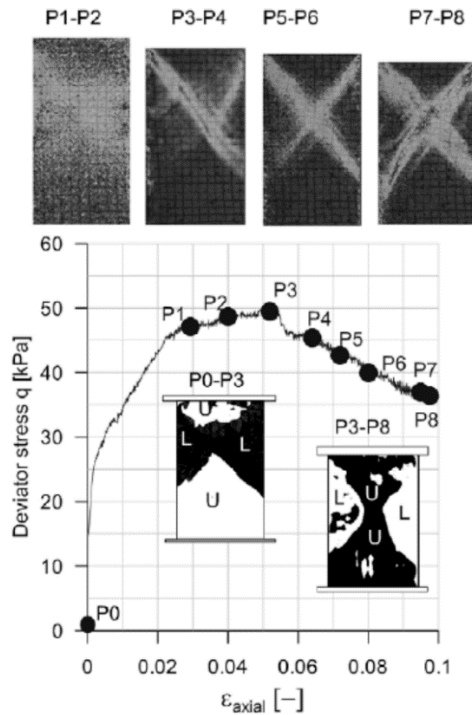 P1-P2 P3-P4 P5-P6 P7-P8
60
50
40
30
20
10
0
Deviator stress q [kPa]
P0
P1
P2
P3
P4
P5
P6
P7
P8
P0-P3
U
L L
U
P3-P8
L U L
U
0 0.02 0.04 0.06 0.08 0.1
εaxial [–]